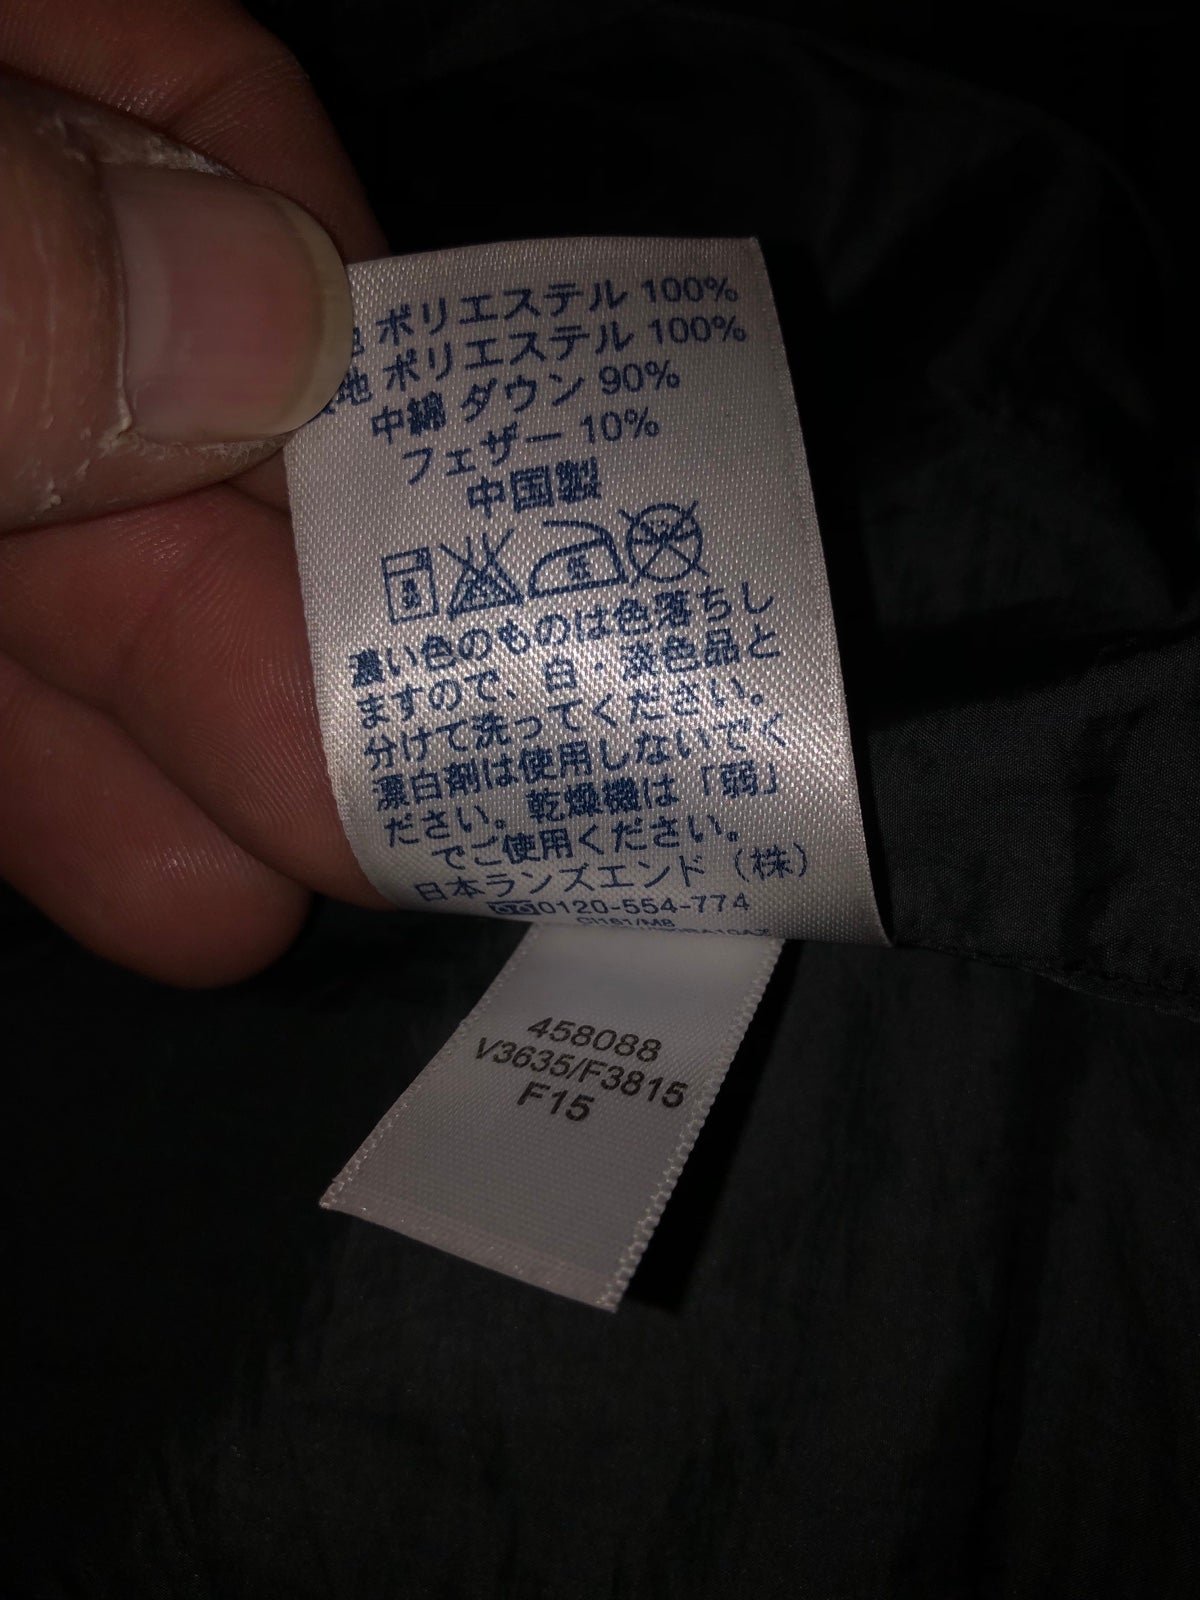 地 ポリエステル 100%
地 ポリエステル 100%
中綿 ダウン 90%
フェザー 10%
中国製
濃い色のものは色落ちし
ますので、白・淡色品と
分けて洗ってください。
漂白剤は使用しないでく
ださい。乾燥機は「弱」
でご使用ください。
日本ランズエンド（株）
0120-554-774
CI161/M8
458088
V3635/F3815
F15